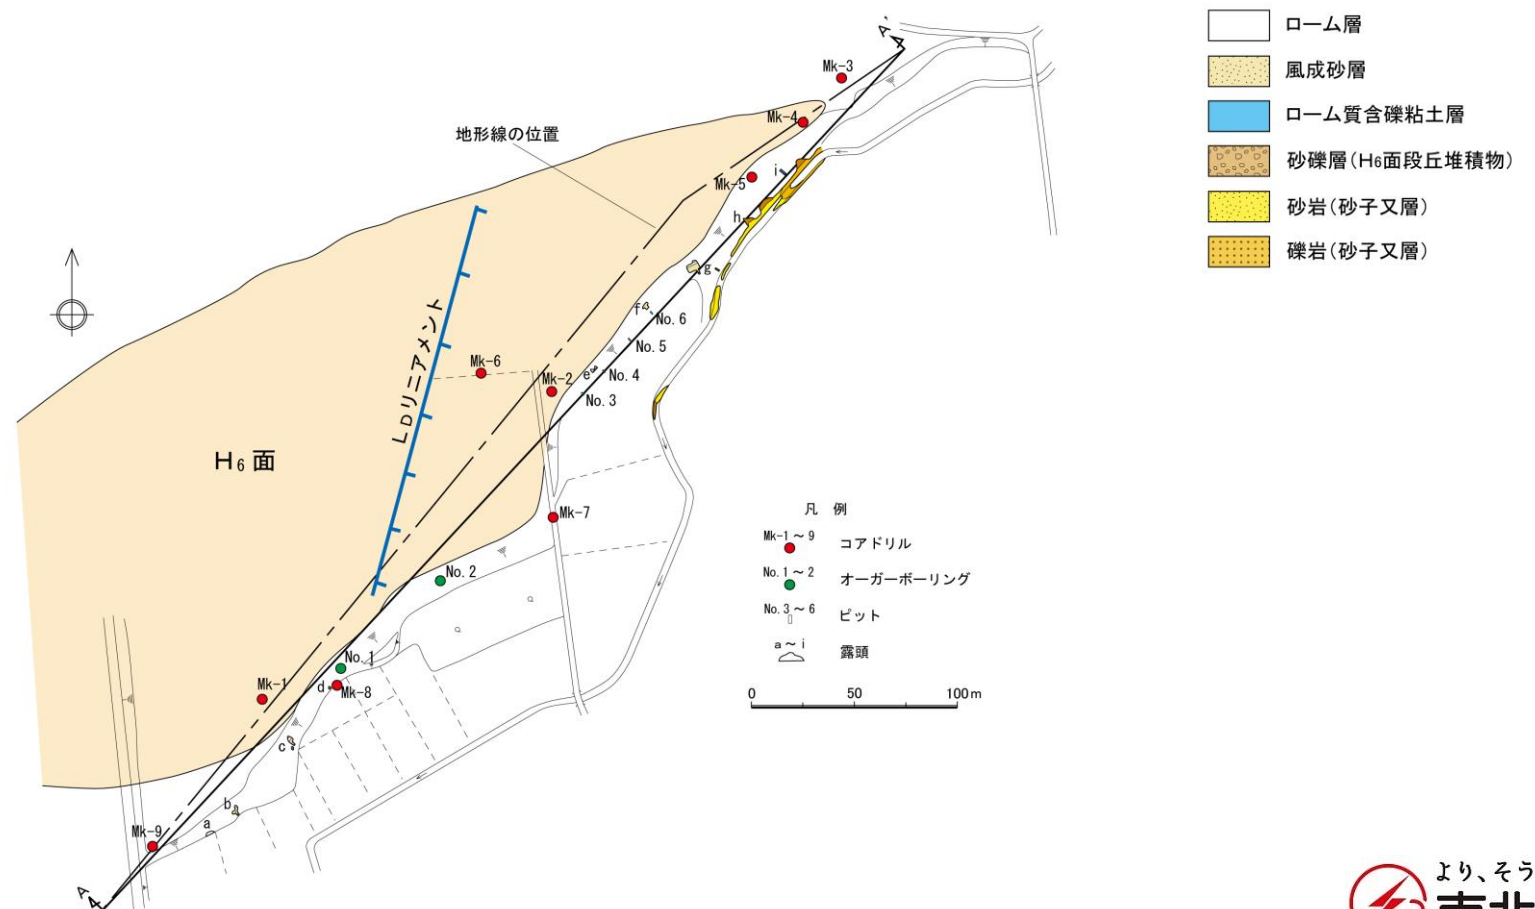 A'
Mk-3
Mk-4
地形線の位置
Mk-5
i
h
g
f
No. 6
No. 5
e
No. 4
No. 3
Mk-6
Mk-2
LDリニアメント
H6面
Mk-7
No. 2
No. 1
Mk-1
d
Mk-8
c
b
a
Mk-9
A
ローム層
風成砂層
ローム質含礫粘土層
砂礫層(H6面段丘堆積物)
砂岩(砂子又層)
礫岩(砂子又層)
凡 例
Mk-1～9 コアドリル
No. 1～2 オーガーボーリング
No. 3～6 ピット
a～i 露頭
0 50 100m
より、そう
東北